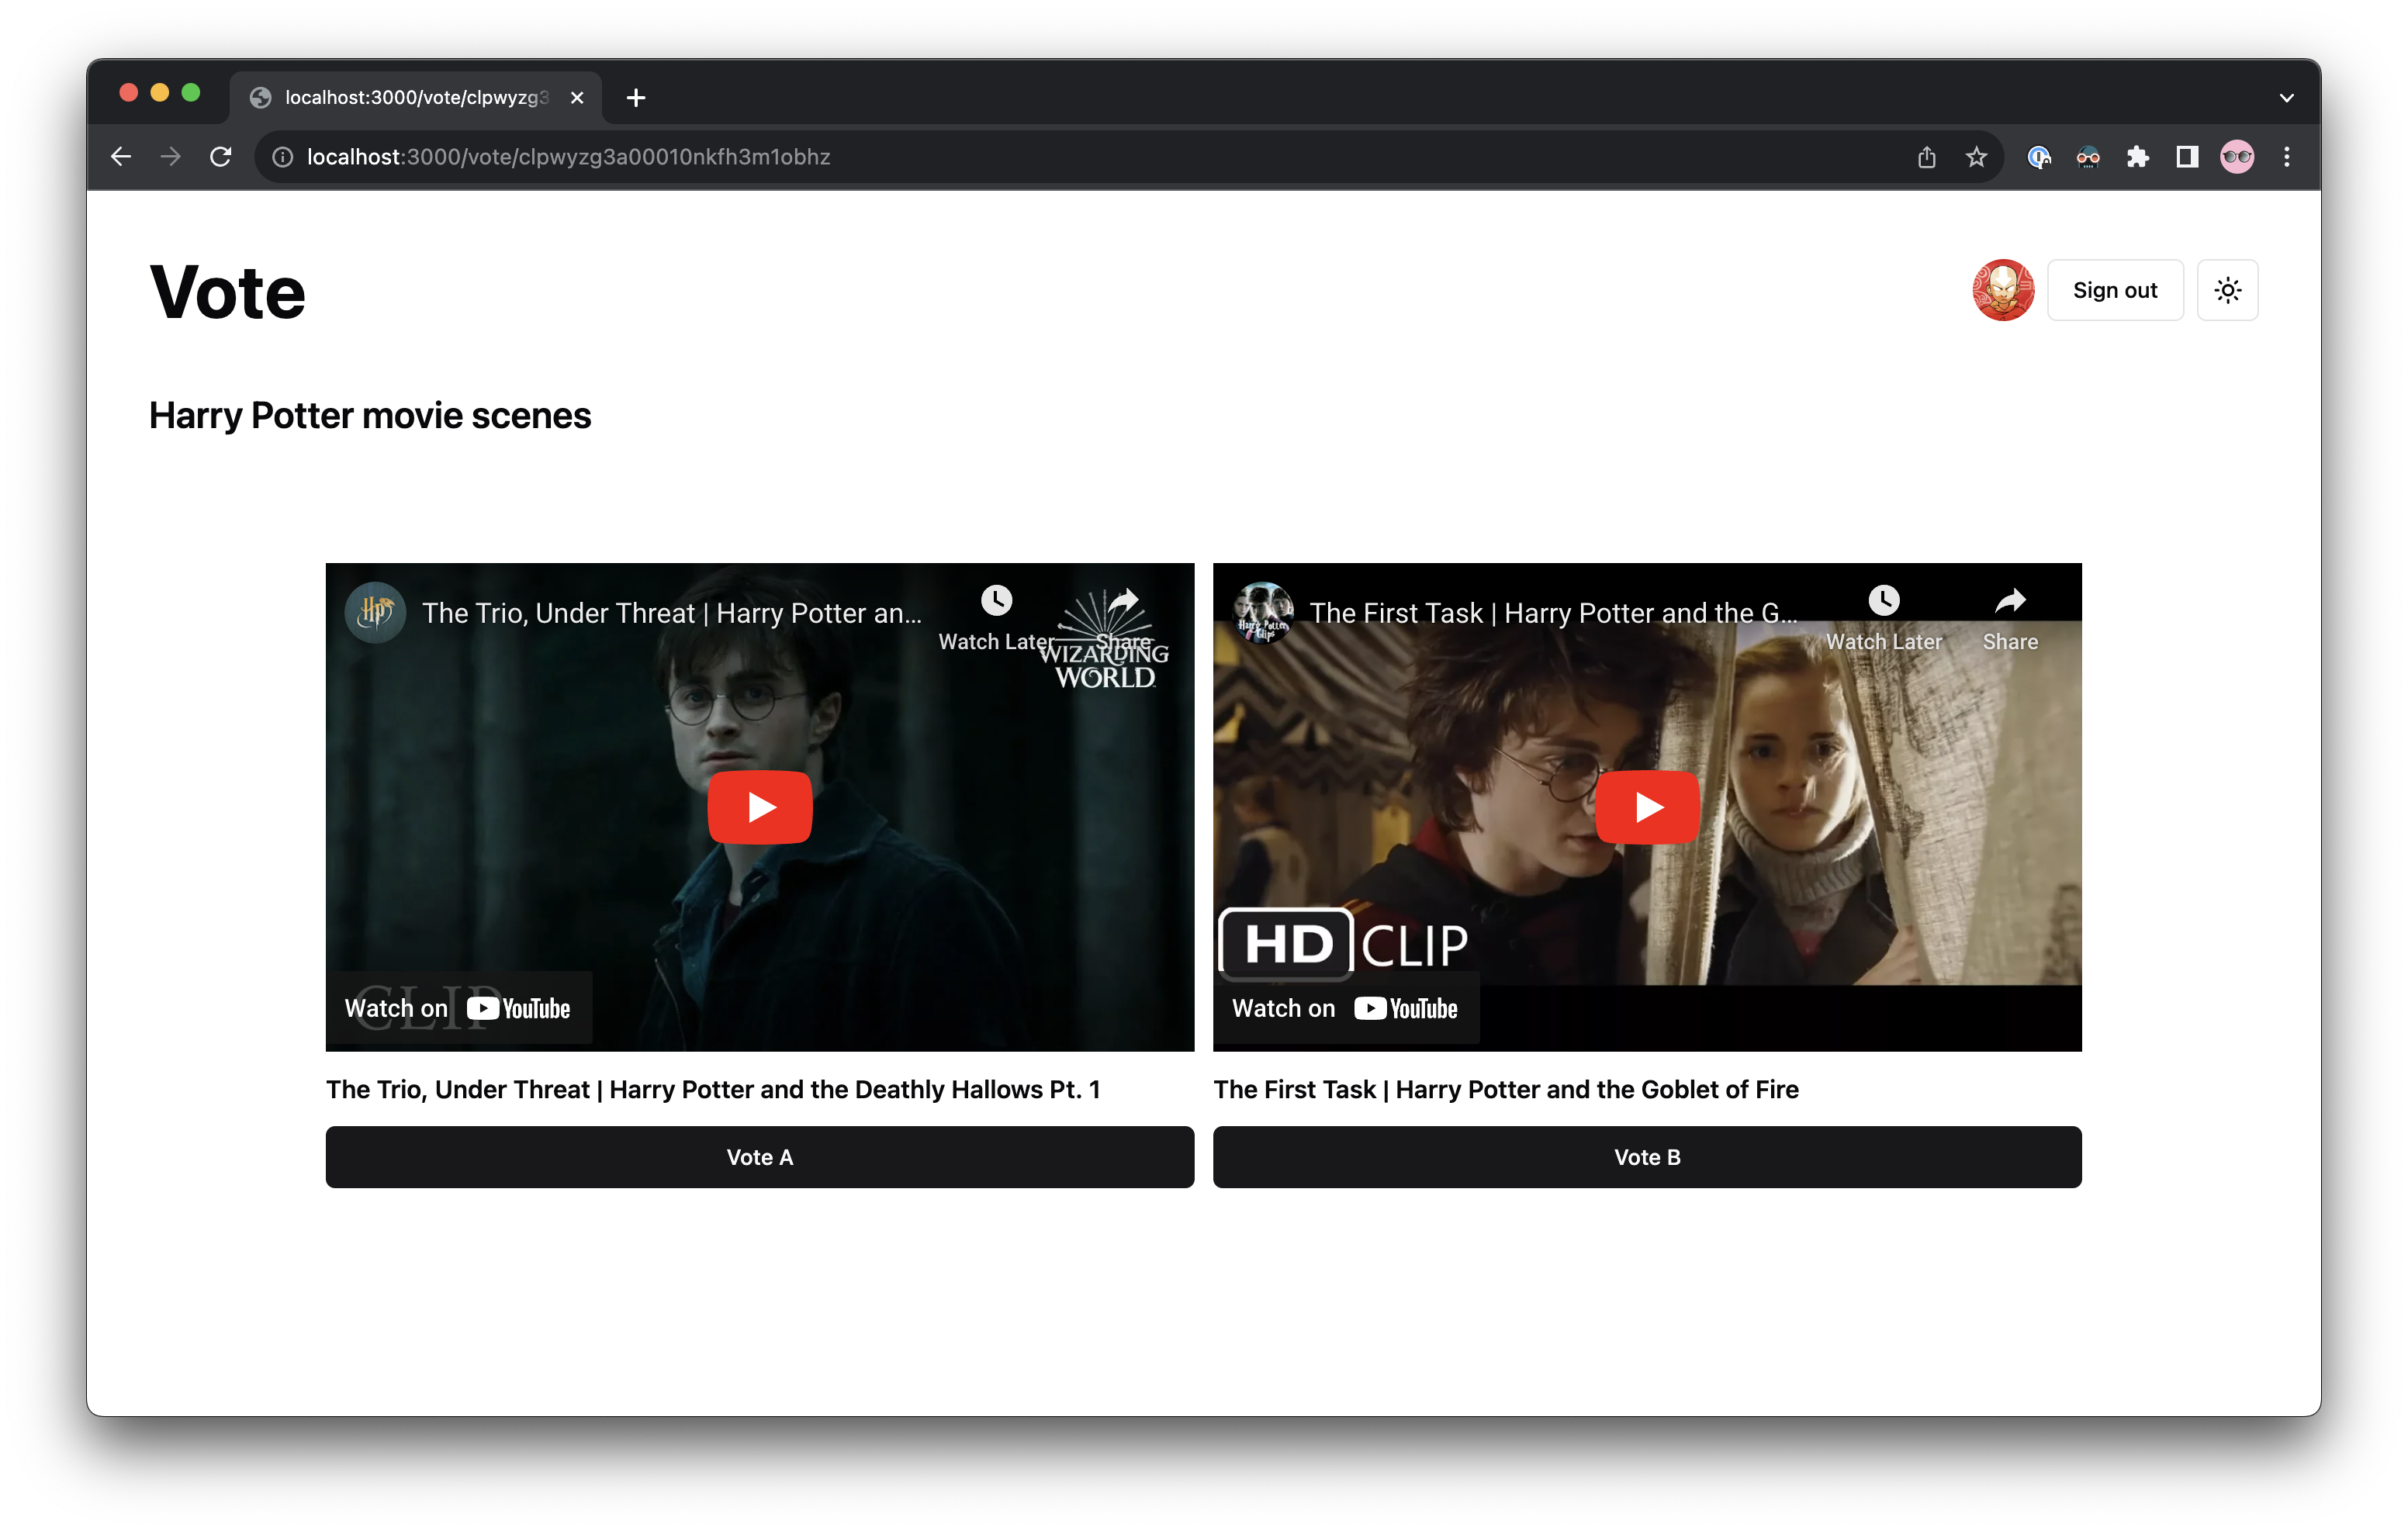 localhost:3000/vote/clpwyzg3
localhost:3000/vote/clpwyzg3a00010nkfh3m1obhz
Vote
Sign out
Harry Potter movie scenes
The Trio, Under Threat | Harry Potter an...
Watch Later
Share
WIZARDING
WORLD
CLIP
Watch on YouTube
The First Task | Harry Potter and the G...
Watch Later
Share
Harry Potter
Clips
HD CLIP
Watch on YouTube
The Trio, Under Threat | Harry Potter and the Deathly Hallows Pt. 1
The First Task | Harry Potter and the Goblet of Fire
Vote A
Vote B